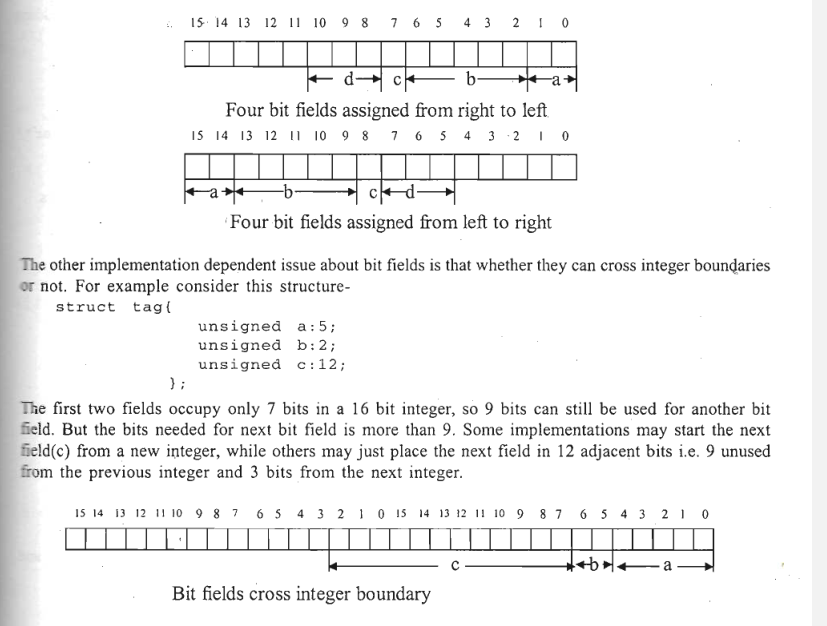 15 14 13 12 11 10 9 8 7 6 5 4 3 2 1 0
d c b a
Four bit fields assigned from right to left
15 14 13 12 11 10 9 8 7 6 5 4 3 2 1 0
a b c d
Four bit fields assigned from left to right
The other implementation dependent issue about bit fields is that whether they can cross integer boundaries
or not. For example consider this structure-
struct tag{
unsigned a:5;
unsigned b:2;
unsigned c:12;
};
The first two fields occupy only 7 bits in a 16 bit integer, so 9 bits can still be used for another bit
field. But the bits needed for next bit field is more than 9. Some implementations may start the next
field(c) from a new integer, while others may just place the next field in 12 adjacent bits i.e. 9 unused
from the previous integer and 3 bits from the next integer.
15 14 13 12 11 10 9 8 7 6 5 4 3 2 1 0 15 14 13 12 11 10 9 8 7 6 5 4 3 2 1 0
c b a
Bit fields cross integer boundary